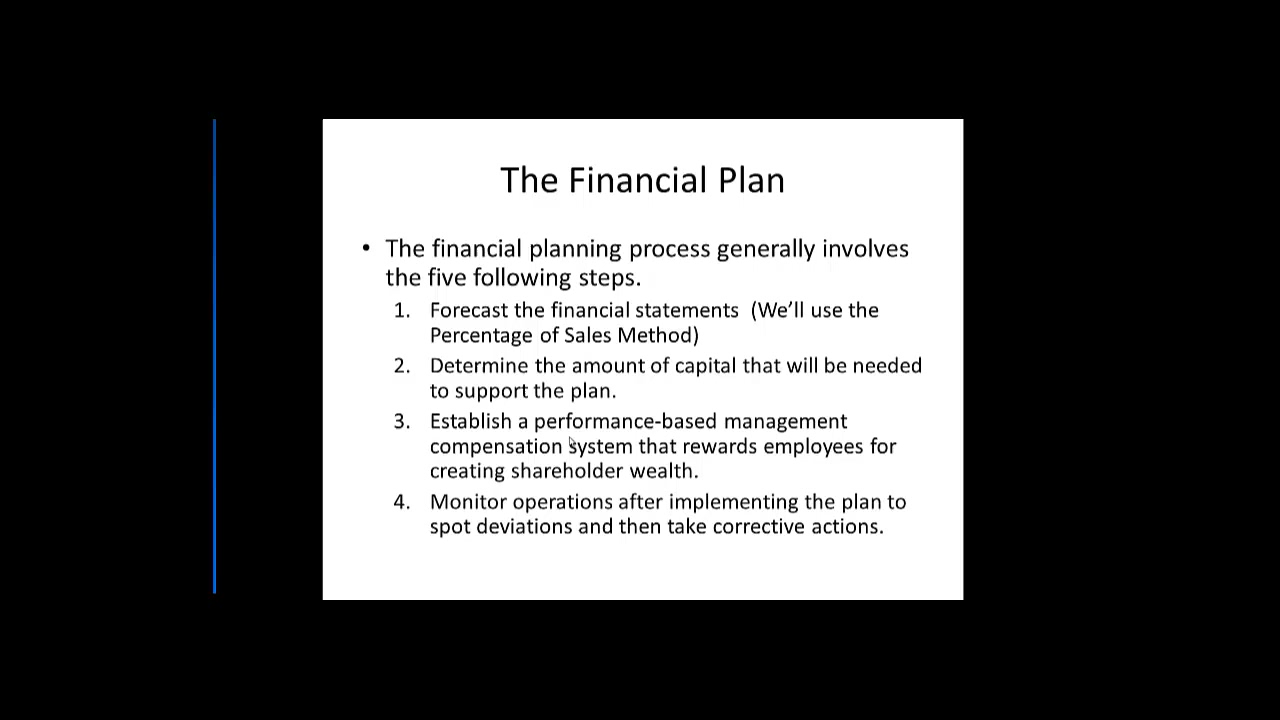 The Financial Plan
• The financial planning process generally involves
the five following steps.
1. Forecast the financial statements  (We’ll use the
Percentage of Sales Method)
2. Determine the amount of capital that will be needed
to support the plan.
3. Establish a performance-based management
compensation system that rewards employees for
creating shareholder wealth.
4. Monitor operations after implementing the plan to
spot deviations and then take corrective actions.